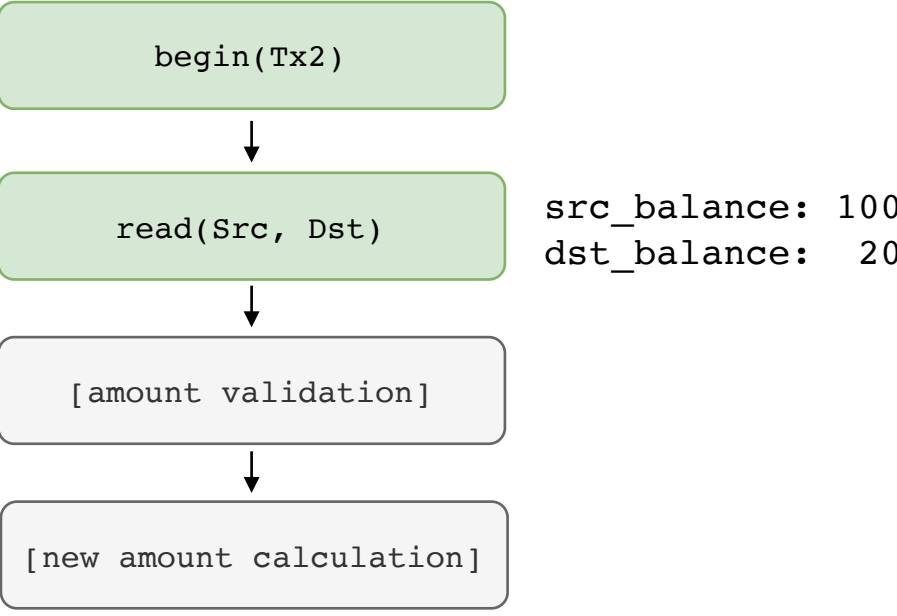 begin(Tx2)
read(Src, Dst)
src_balance: 100
dst_balance: 20
[amount validation]
[new amount calculation]